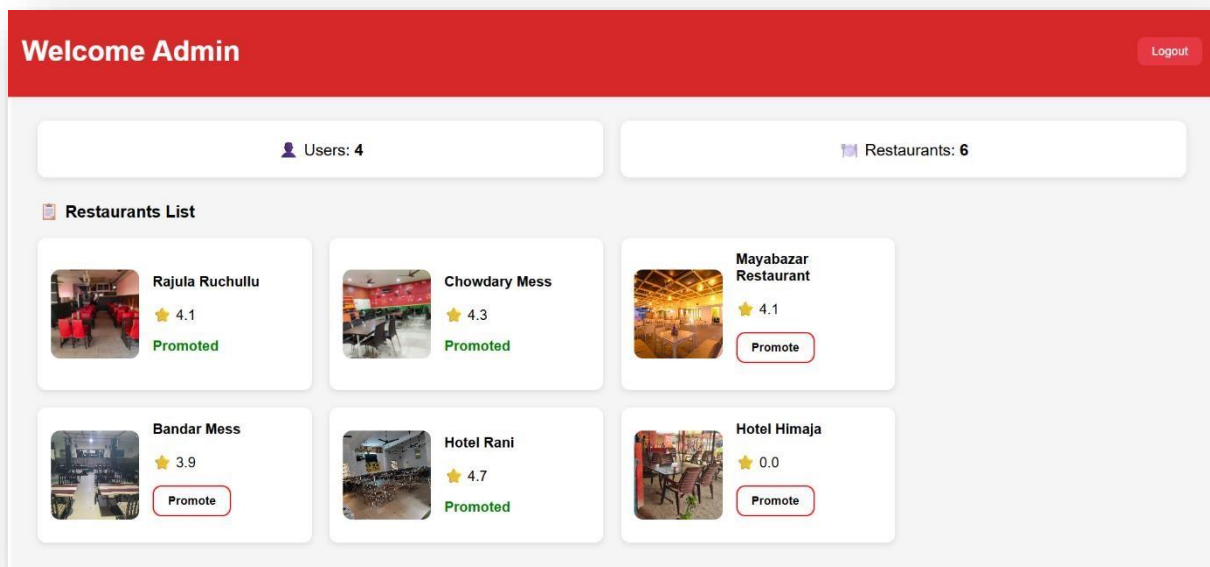 Welcome Admin
Logout
Users: 4
Restaurants: 6
Restaurants List
Rajula Ruchullu
4.1
Promoted
Chowdary Mess
4.3
Promoted
Mayabazar
Restaurant
4.1
Promote
Bandar Mess
3.9
Promote
Hotel Rani
4.7
Promoted
Hotel Himaja
0.0
Promote